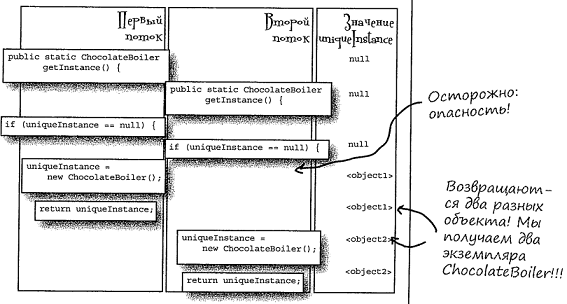 Первый
поток
Второй
поток
Значение
uniqueInstance
public static ChocolateBoiler
getInstance() {
null
public static ChocolateBoiler
getInstance() {
null
if (uniqueInstance == null) {
if (uniqueInstance == null) {
null
uniqueInstance =
new ChocolateBoiler();
<object1>
return uniqueInstance;
<object1>
uniqueInstance =
new ChocolateBoiler();
<object2>
return uniqueInstance;
<object2>
Осторожно:
опасность!
Возвращают-
ся два разных
объекта! Мы
получаем два
экземпляра
ChocolateBoiler!!!